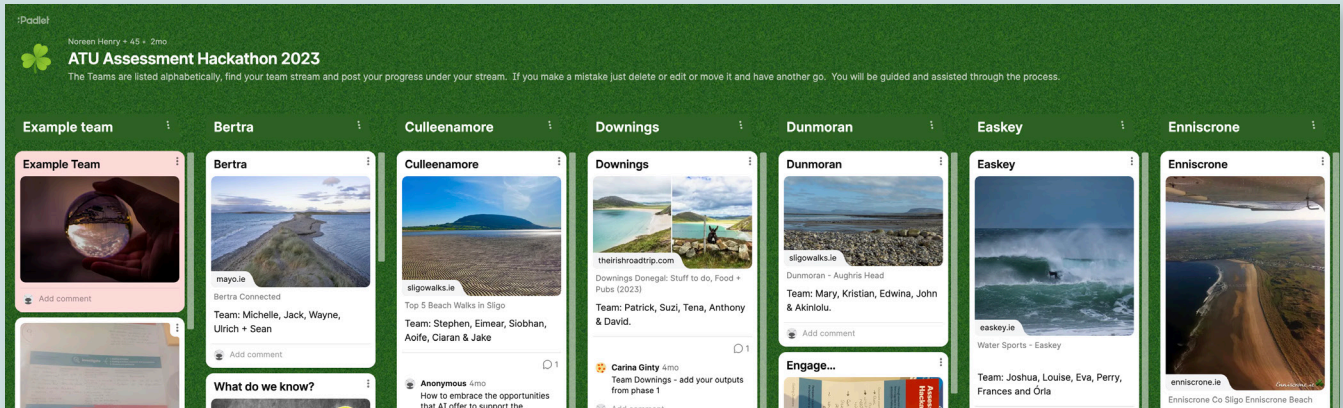 :Padlet
Noreen Henry + 45 • 2mo
ATU Assessment Hackathon 2023
The Teams are listed alphabetically, find your team stream and post your progress under your stream. If you make a mistake just delete or edit or move it and have another go. You will be guided and assisted through the process.
Example team
Example Team
Add comment
Bertra
Bertra
mayo.ie
Bertra Connected
Team: Michelle, Jack, Wayne,
Ulrich + Sean
Add comment
What do we know?
Culleenamore
Culleenamore
sligowalks.ie
Top 5 Beach Walks in Sligo
Team: Stephen, Eimear, Siobhan,
Aoife, Ciaran & Jake
1
Anonymous 4mo
How to embrace the opportunities
that AI offer to support the
Downings
Downings
theirishroadtrip.com
Downings Donegal: Stuff to do, Food +
Pubs (2023)
Team: Patrick, Suzi, Tena, Anthony
& David.
1
Carina Ginty 4mo
Team Downings - add your outputs
from phase 1
Add comment
Dunmoran
Dunmoran
sligowalks.ie
Dunmoran - Aughris Head
Team: Mary, Kristian, Edwina, John
& Akinlolu.
Add comment
Engage...
Easkey
Easkey
easkey.ie
Water Sports - Easkey
Team: Joshua, Louise, Eva, Perry,
Frances and Órla
Enniscrone
Enniscrone
enniscrone.ie
Enniscrone Co Sligo Enniscrone Beach